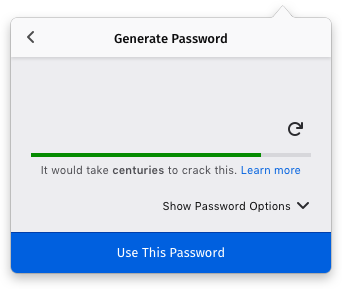 Generate Password
It would take centuries to crack this. Learn more
Show Password Options
Use This Password